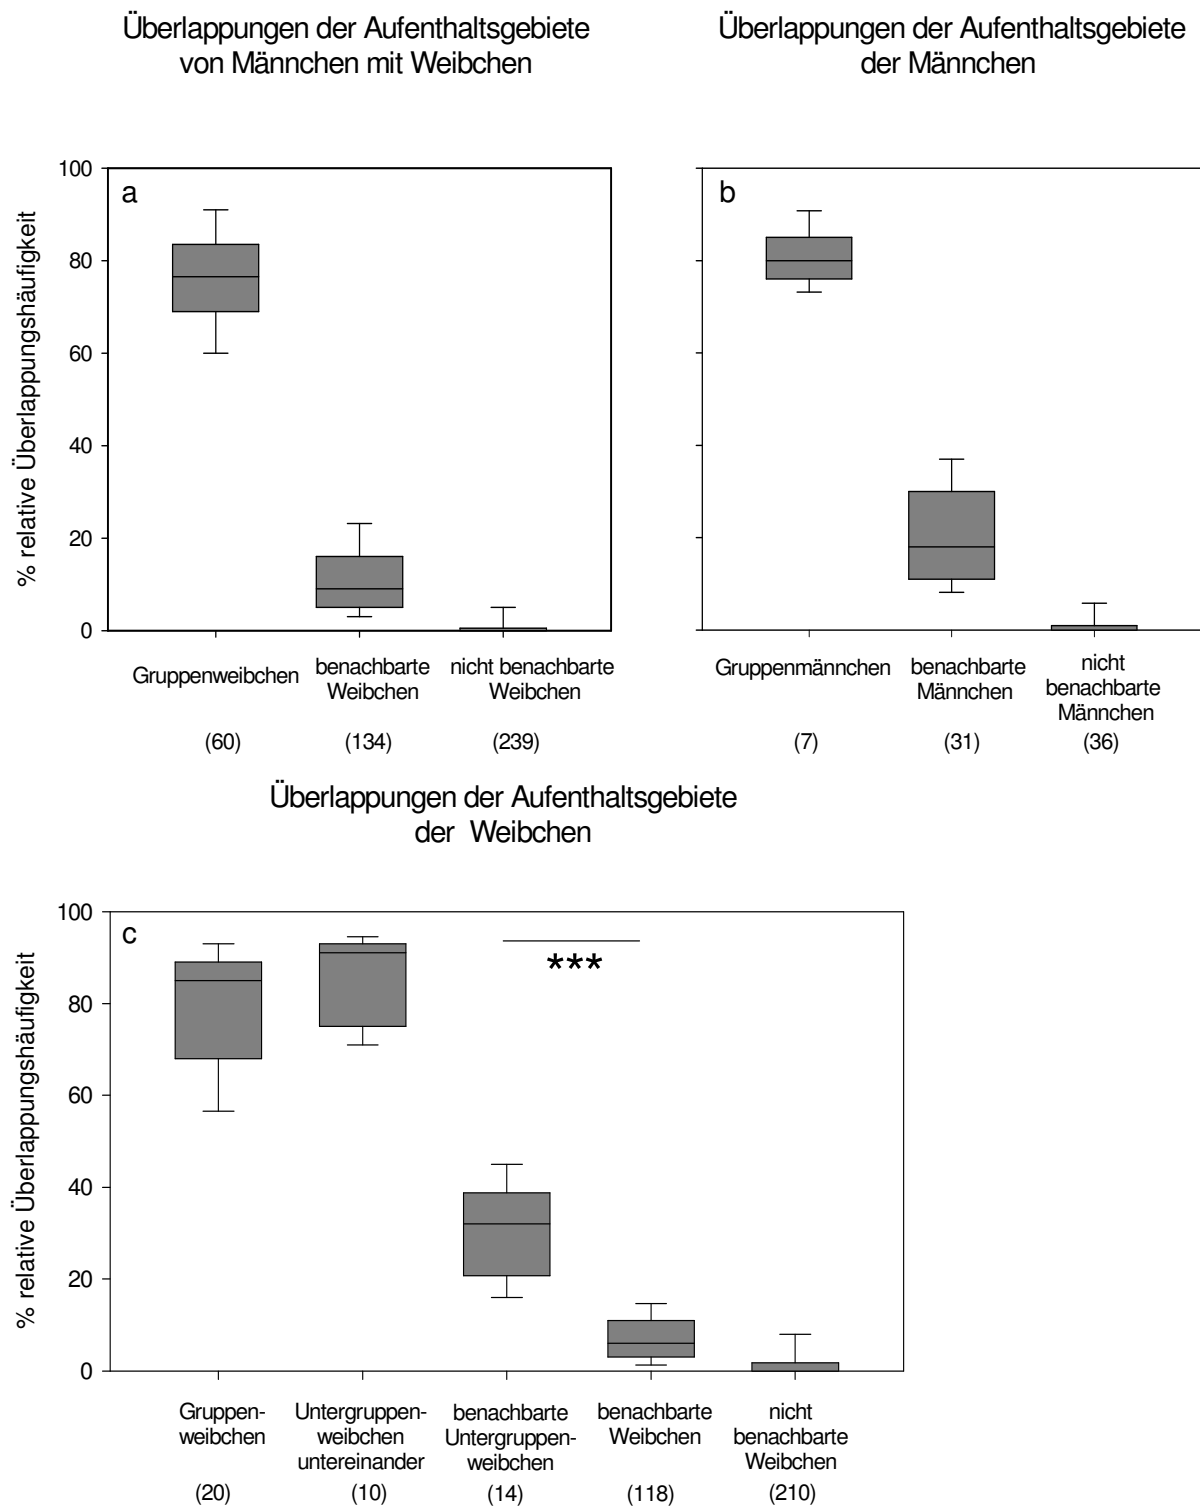 Überlappungen der Aufenthaltsgebiete
von Männchen mit Weibchen
Überlappungen der Aufenthaltsgebiete
der Männchen
% relative Überlappungshäufigkeit
100
80
60
40
20
0
a
b
Gruppenweibchen
benachbarte
Weibchen
nicht benachbarte
Weibchen
(60)
(134)
(239)
Gruppenmännchen
benachbarte
Männchen
nicht
benachbarte
Männchen
(7)
(31)
(36)
Überlappungen der Aufenthaltsgebiete
der Weibchen
% relative Überlappungshäufigkeit
100
80
60
40
20
0
c
***
Gruppen-
weibchen
Untergruppen-
weibchen
untereinander
benachbarte
Untergruppen-
weibchen
benachbarte
Weibchen
nicht
benachbarte
Weibchen
(20)
(10)
(14)
(118)
(210)